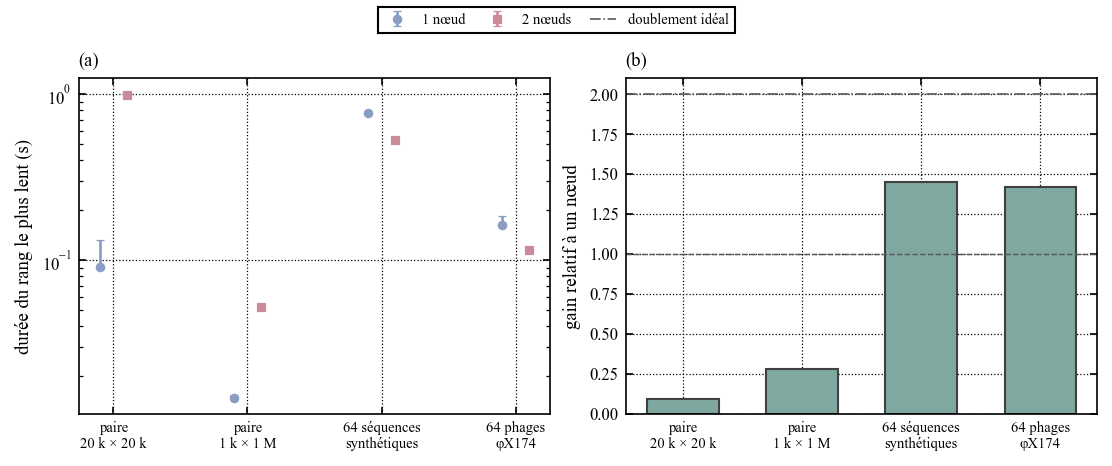 1 nœud
2 nœuds
doublement idéal
(a)
durée du rang le plus lent (s)
10⁰
10⁻¹
paire
20 k × 20 k
paire
1 k × 1 M
64 séquences
synthétiques
64 phages
φX174
(b)
gain relatif à un nœud
2.00
1.75
1.50
1.25
1.00
0.75
0.50
0.25
0.00
paire
20 k × 20 k
paire
1 k × 1 M
64 séquences
synthétiques
64 phages
φX174